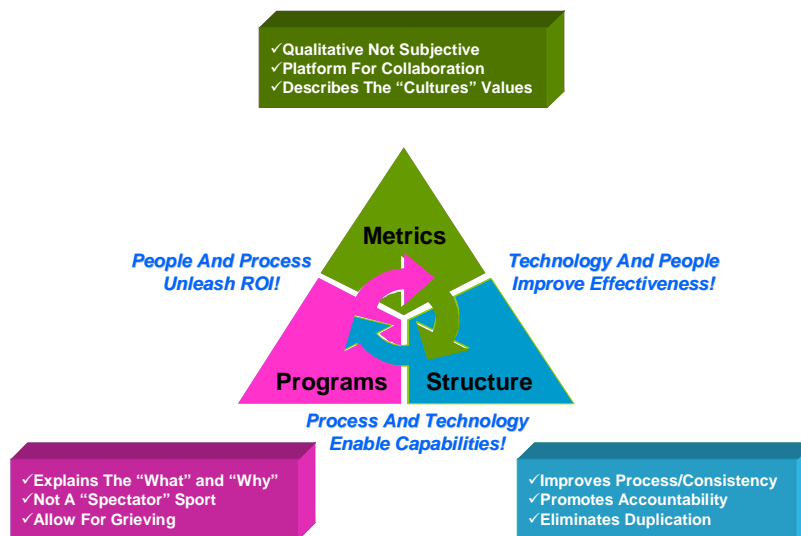 ✓Qualitative Not Subjective
✓Platform For Collaboration
✓Describes The “Cultures” Values
Metrics
People And Process
Unleash ROI!
Technology And People
Improve Effectiveness!
Programs
Structure
Process And Technology
Enable Capabilities!
✓Explains The “What” and “Why”
✓Not A “Spectator” Sport
✓Allow For Grieving
✓Improves Process/Consistency
✓Promotes Accountability
✓Eliminates Duplication